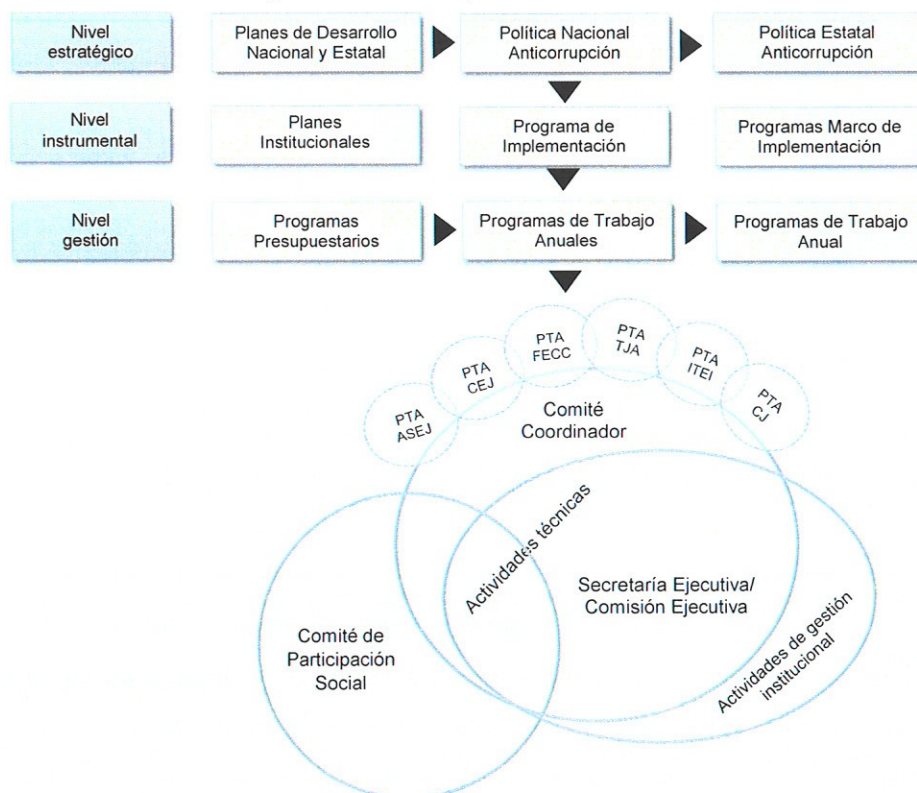 Nivel
estratégico
Planes de Desarrollo
Nacional y Estatal
Política Nacional
Anticorrupción
Política Estatal
Anticorrupción
Nivel
instrumental
Planes
Institucionales
Programa de
Implementación
Programas Marco de
Implementación
Nivel
gestión
Programas
Presupuestarios
Programas de Trabajo
Anuales
Programas de Trabajo
Anual
PTA
ASEJ
PTA
CEJ
PTA
FECC
PTA
TJA
PTA
ITEI
PTA
CJ
Comité
Coordinador
Actividades técnicas
Secretaría Ejecutiva/
Comisión Ejecutiva
Comité de
Participación
Social
Actividades de gestión
institucional